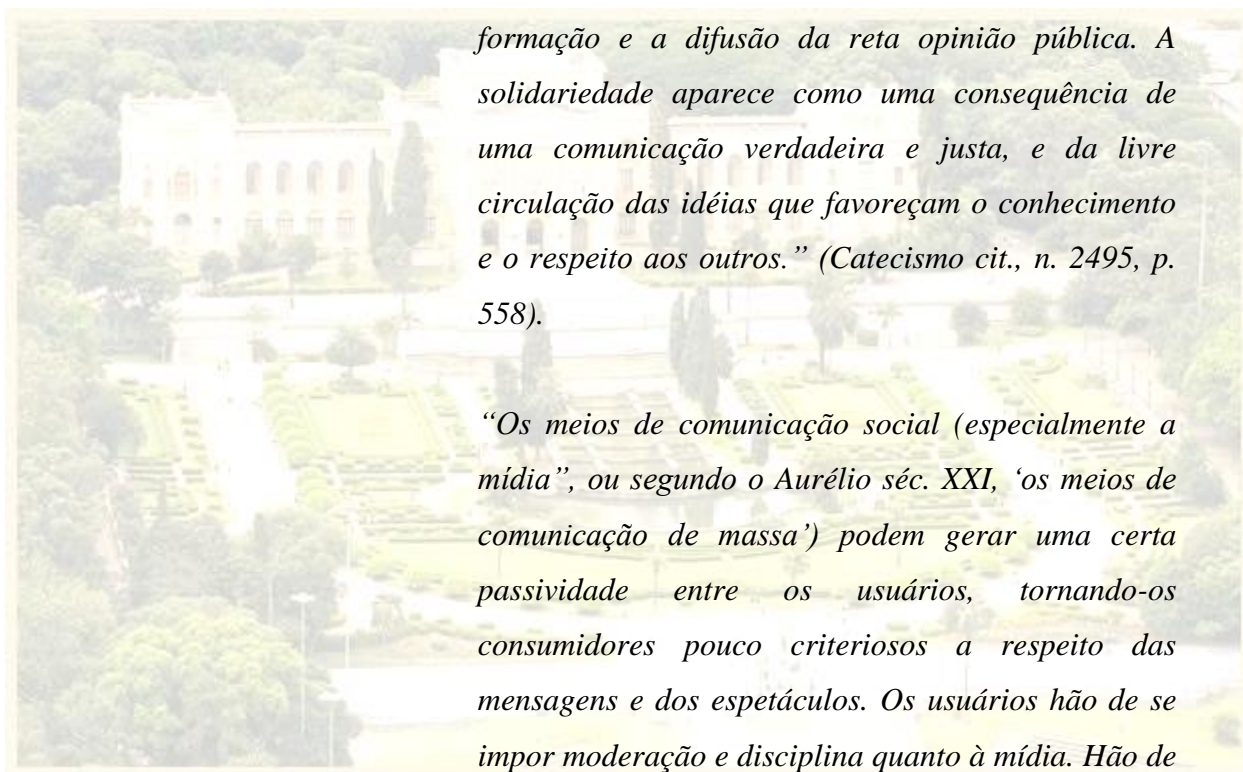 formação e a difusão da reta opinião pública. A
solidariedade aparece como uma consequência de
uma comunicação verdadeira e justa, e da livre
circulação das idéias que favoreçam o conhecimento
e o respeito aos outros.” (Catecismo cit., n. 2495, p.
558).
“Os meios de comunicação social (especialmente a
mídia”, ou segundo o Aurélio séc. XXI, ‘os meios de
comunicação de massa’) podem gerar uma certa
passividade entre os usuários, tornando-os
consumidores pouco criteriosos a respeito das
mensagens e dos espetáculos. Os usuários hão de se
impor moderação e disciplina quanto à mídia. Hão de